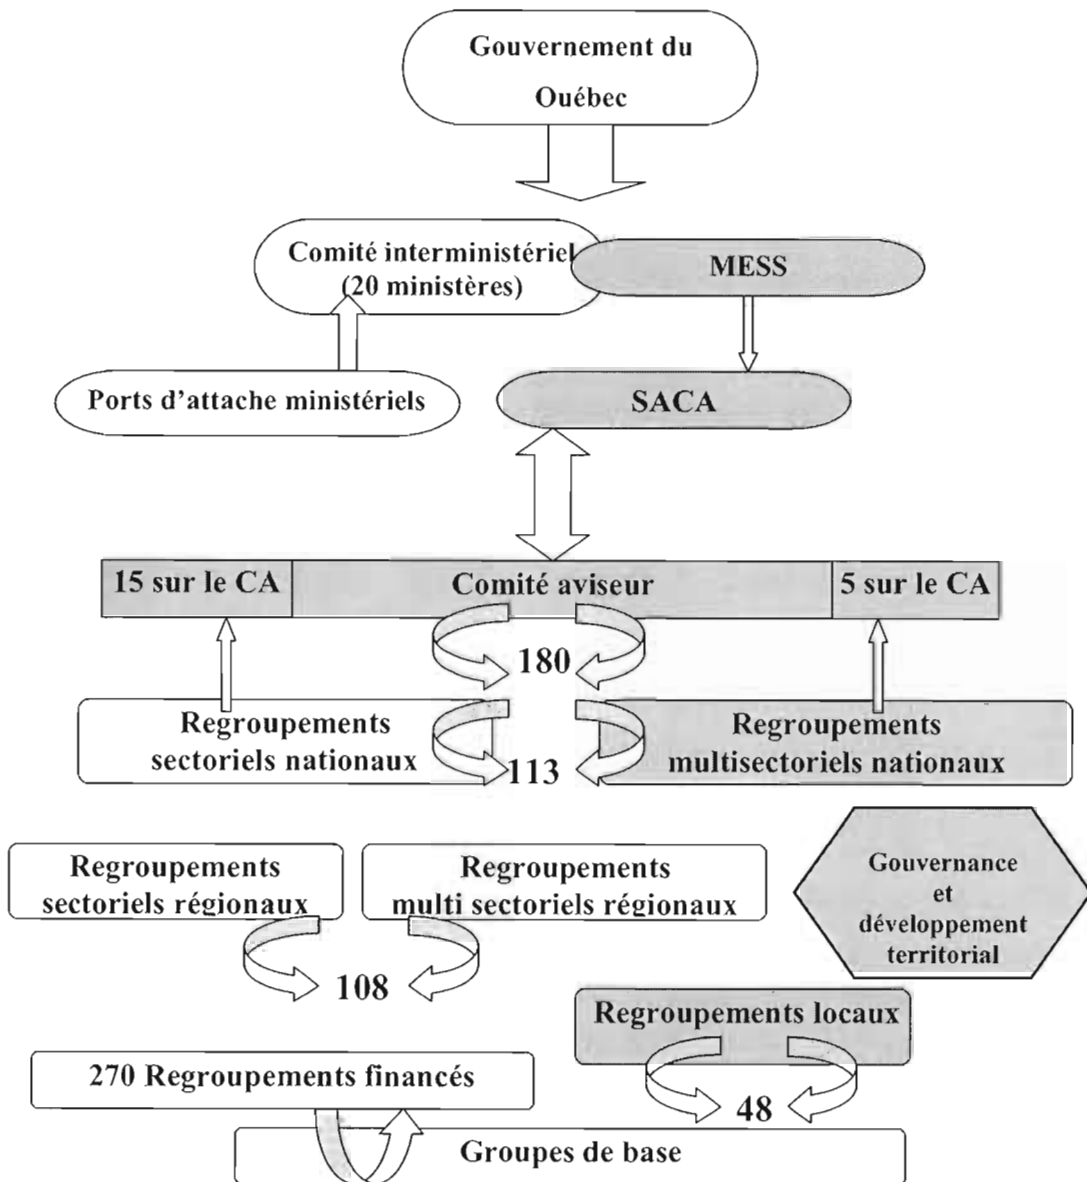 Gouvernement du
Ouébec
Comité interministériel
(20 ministères)
MESS
Ports d'attache ministériels
SACA
15 sur le CA
Comité aviseur
5 sur le CA
180
Regroupements
sectoriels nationaux
Regroupements
multisectoriels nationaux
113
Regroupements
sectoriels régionaux
Regroupements
multi sectoriels régionaux
Gouvernance
et
développement
territorial
108
Regroupements locaux
270 Regroupements financés
48
Groupes de base